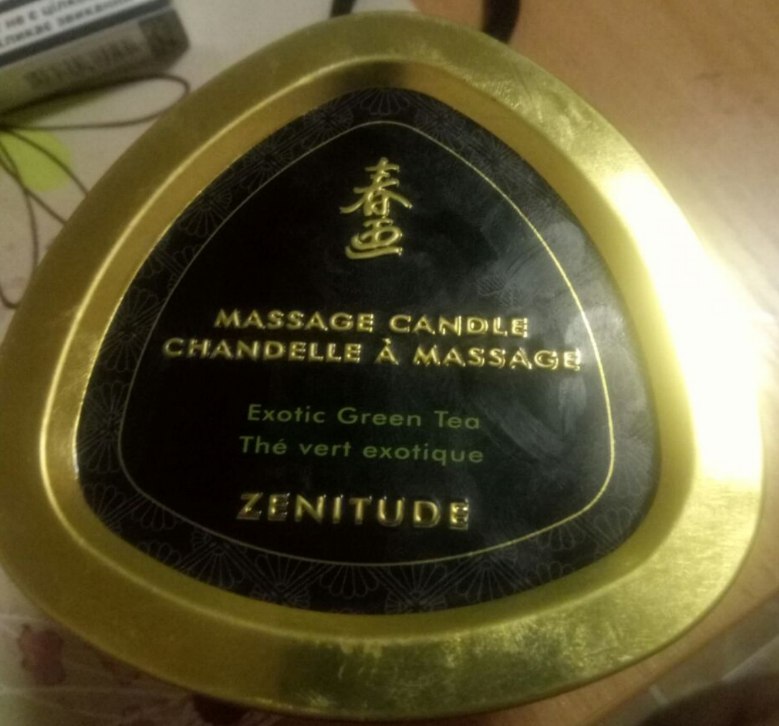 春
画
MASSAGE CANDLE
CHANDELLE À MASSAGE
Exotic Green Tea
Thé vert exotique
ZENITUDE